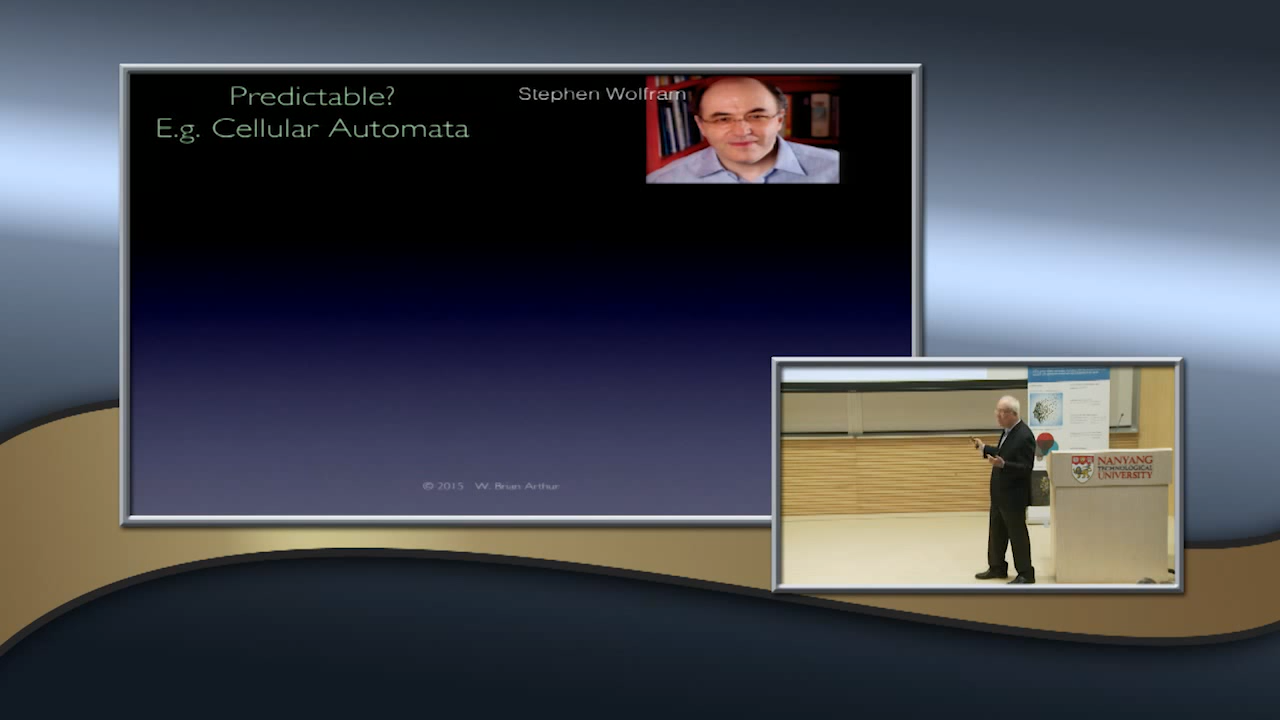 Predictable?
E.g. Cellular Automata
Stephen Wolfram
© 2015 W. Brian Arthur
NANYANG
TECHNOLOGICAL
UNIVERSITY